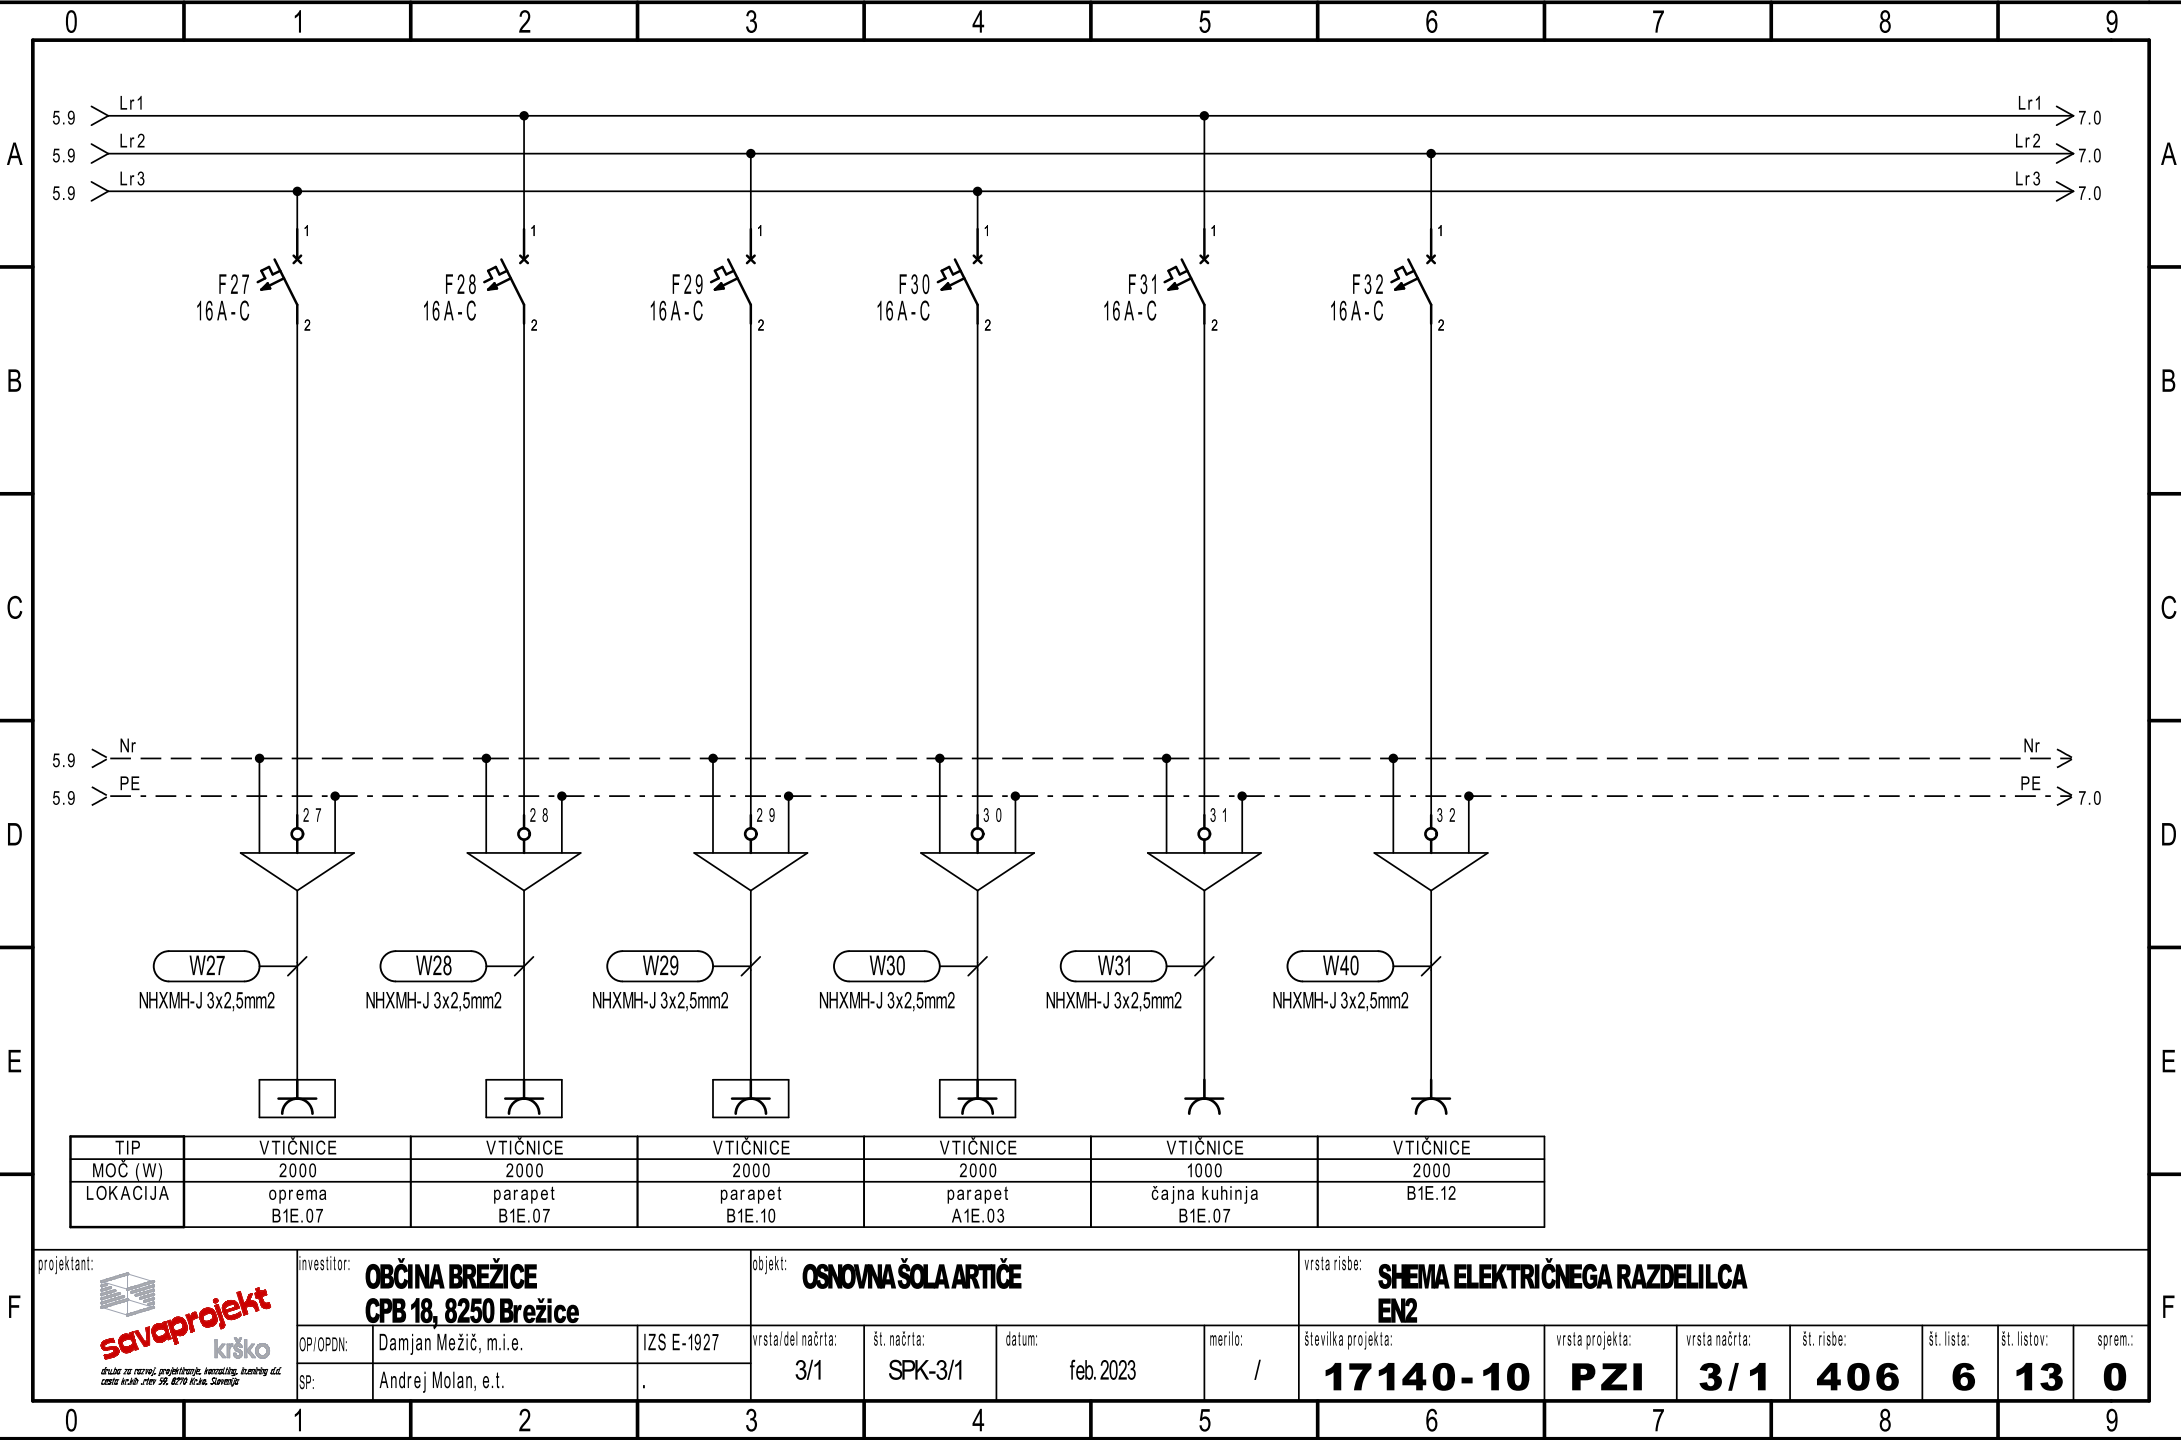 0 1 2 3 4 5 6 7 8 9
Lr1 Lr1
5.9 7.0
Lr2 Lr2
A 5.9 7.0 A
Lr3 Lr3
5.9 7.0
1 1 1 1 1 1
F27 F28 F29 F30 F31 F32
16A-C 16A-C 16A-C 16A-C 16A-C 16A-C
2 2 2 2 2 2
B B
C C
Nr Nr
5.9
PE PE
5.9 7.0
27 28 29 30 31 32
D D
W27 W28 W29 W30 W31 W40
NHXMH-J 3x2,5mm2 NHXMH-J 3x2,5mm2 NHXMH-J 3x2,5mm2 NHXMH-J 3x2,5mm2 NHXMH-J 3x2,5mm2 NHXMH-J 3x2,5mm2
E E
TIP VTIČNICE VTIČNICE VTIČNICE VTIČNICE VTIČNICE VTIČNICE
MOČ (W) 2000 2000 2000 2000 1000 2000
LOKACIJA oprema parapet parapet parapet čajna kuhinja B1E.12
B1E.07 B1E.07 B1E.10 A1E.03 B1E.07
projektant: investitor: OBČINA BREŽICE objekt: OSNOVNA ŠOLA ARTIČE vrsta risbe: SHEMA ELEKTRIČNEGA RAZDELILCA
F CPB 18, 8250 Brežice EN2 F
savaprojekt
krško
OP/OPDN: Damjan Mežič, m.i.e. IZS E-1927 vrsta/del načrta: št. načrta: datum: merilo: številka projekta: vrsta projekta: vrsta načrta: št. risbe: št. lista: št. listov: sprem.:
3/1 SPK-3/1 feb. 2023 / 17140-10 PZI 3/1 406 6 13 0
SP: Andrej Molan, e.t. .
0 1 2 3 4 5 6 7 8 9